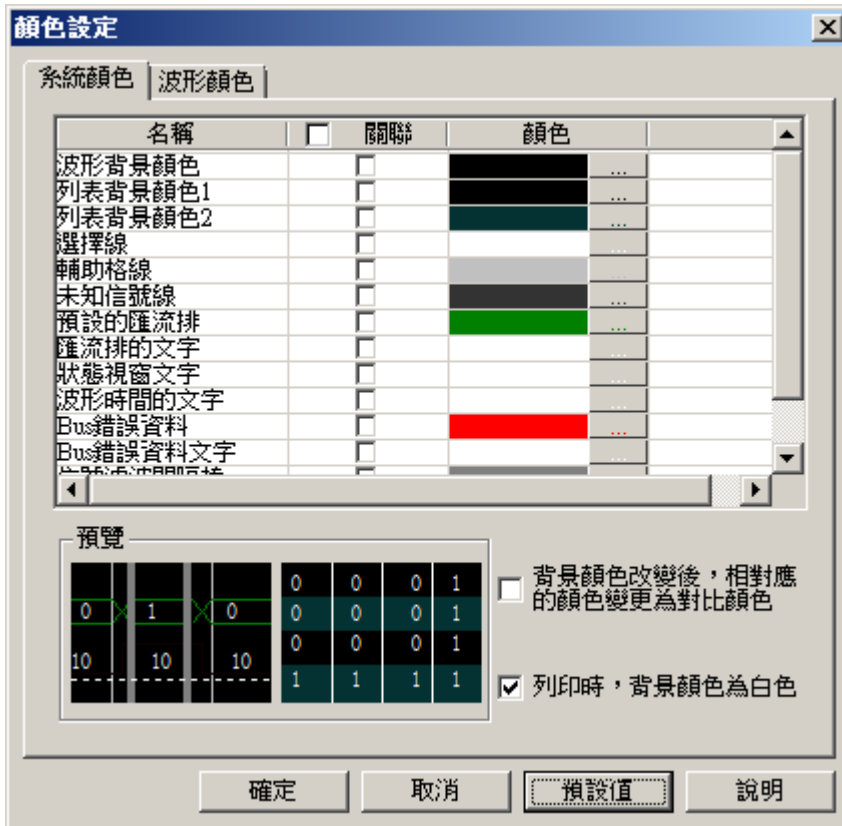 顏色設定
系統顏色 波形顏色
名稱 關聯 顏色
波形背景顏色 ...
列表背景顏色1 ...
列表背景顏色2 ...
選擇線 ...
輔助格線 ...
未知信號線 ...
預設的匯流排 ...
匯流排的文字 ...
狀態視窗文字 ...
波形時間的文字 ...
Bus錯誤資料 ...
Bus錯誤資料文字 ...
預覽
0 1 0
10 10 10
0 0 0 1
0 0 0 1
0 0 0 1
1 1 1 1
背景顏色改變後，相對應
的顏色變更為對比顏色
列印時，背景顏色為白色
確定 取消 預設值 說明